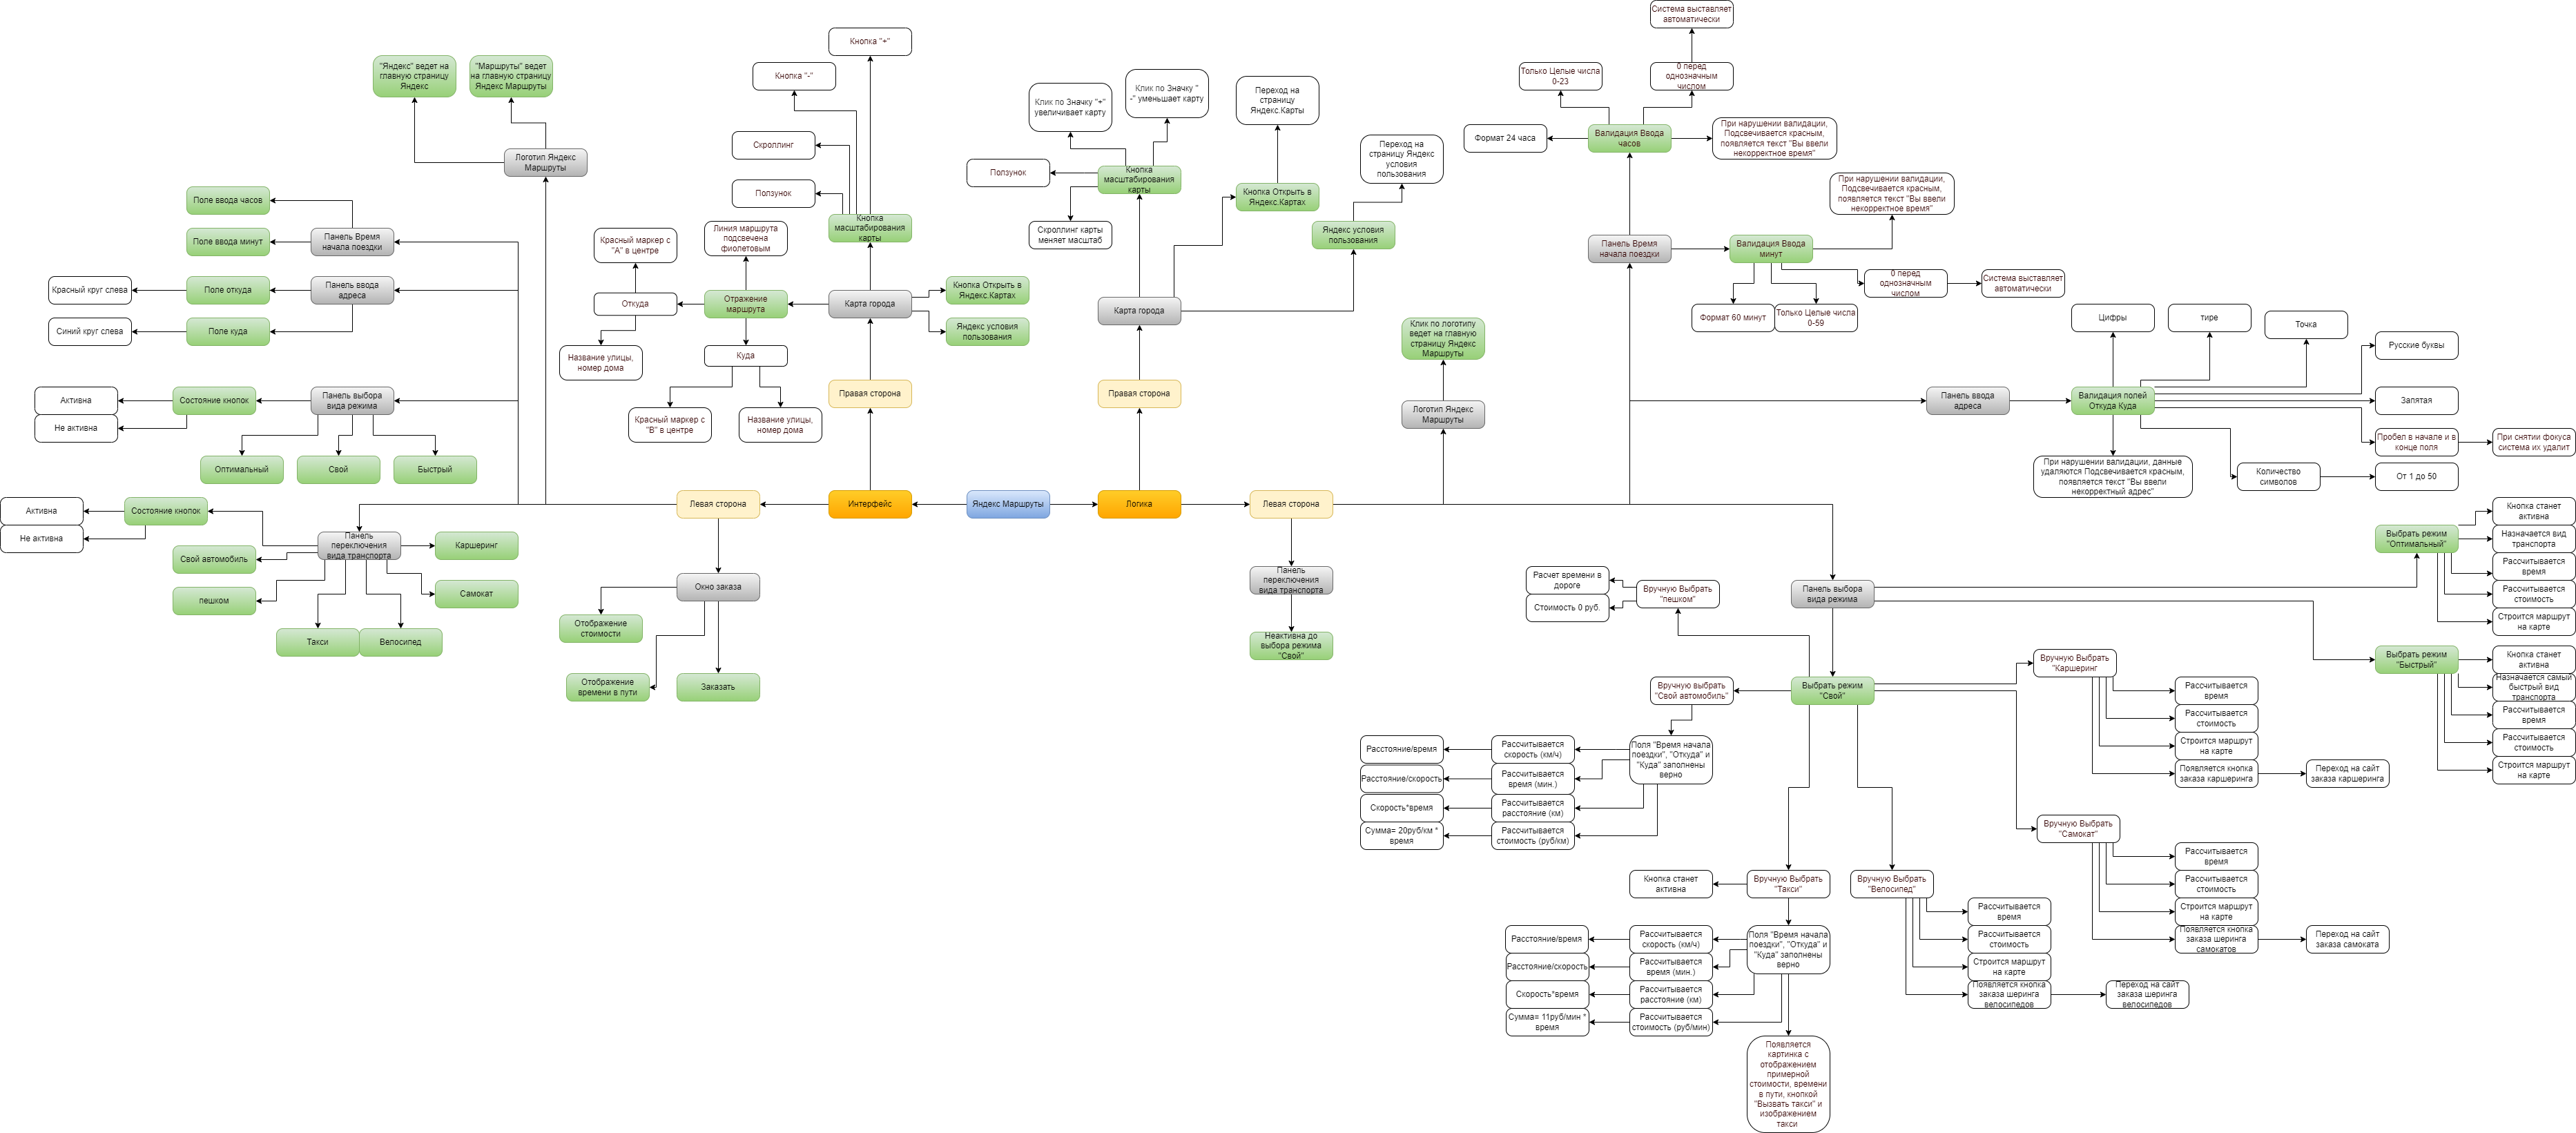 Система выставляет
автоматически
Кнопка "+"
"Яндекс" ведет на
главную страницу
Яндекс
"Маршруты" ведет
на главную страницу
Яндекс Маршруты
Кнопка "-"
Клик по Значку "+"
увеличивает карту
Клик по Значку "
-" уменьшает карту
Переход на
страницу
Яндекс.Карты
Только Целые числа
0-23
0 перед
однозначным
числом
Скроллинг
Формат 24 часа
Валидация Ввода
часов
При нарушении валидации,
Подсвечивается красным,
появляется текст "Вы ввели
некорректное время"
Логотип Яндекс
Маршруты
Ползунок
Кнопка
масштабирования
карты
Переход на
страницу Яндекс
условия
пользования
Поле ввода часов
Ползунок
Кнопка Открыть в
Яндекс.Картах
При нарушении валидации,
Подсвечивается красным,
появляется текст "Вы ввели
некорректное время"
Поле ввода минут
Панель Время
начала поездки
Красный маркер с
"А" в центре
Линия маршрута
подсвечена
фиолетовым
Кнопка
масштабирования
карты
Скроллинг карты
меняет масштаб
Яндекс условия
пользования
Панель Время
начала поездки
Валидация Ввода
минут
Красный круг слева
Поле откуда
Панель ввода
адреса
Откуда
Отражение
маршрута
Карта города
Кнопка Открыть в
Яндекс.Картах
Карта города
0 перед
однозначным
числом
Система выставляет
автоматически
Формат 60 минут
Только Целые числа
0-59
Синий круг слева
Поле куда
Яндекс условия
пользования
Цифры
тире
Точка
Название улицы,
номер дома
Куда
Клик по логотипу
ведет на главную
страницу Яндекс
Маршруты
Русские буквы
Активна
Состояние кнопок
Панель выбора
вида режима
Правая сторона
Правая сторона
Панель ввода
адреса
Валидация полей
Откуда Куда
Запятая
Не активна
Красный маркер с
"В" в центре
Название улицы,
номер дома
Логотип Яндекс
Маршруты
Пробел в начале и в
конце поля
При снятии фокуса
система их удалит
Оптимальный
Свой
Быстрый
При нарушении валидации, данные
удаляются Подсвечивается красным,
появляется текст "Вы ввели
некорректный адрес"
Количество
символов
От 1 до 50
Активна
Состояние кнопок
Левая сторона
Интерфейс
Яндекс Маршруты
Логика
Левая сторона
Кнопка станет
активна
Не активна
Панель
переключения
вида транспорта
Каршеринг
Выбрать режим
"Оптимальный"
Назначается вид
транспорта
Свой автомобиль
Рассчитывается
время
пешком
Самокат
Окно заказа
Панель
переключения
вида транспорта
Расчет времени в
дороге
Стоимость 0 руб.
Вручную Выбрать
"пешком"
Панель выбора
вида режима
Рассчитывается
стоимость
Строится маршрут
на карте
Такси
Велосипед
Отображение
стоимости
Неактивна до
выбора режима
"Свой"
Вручную Выбрать
"Каршеринг
Выбрать режим
"Быстрый"
Кнопка станет
активна
Отображение
времени в пути
Заказать
Вручную выбрать
"Свой автомобиль"
Выбрать режим
"Свой"
Рассчитывается
время
Назначается самый
быстрый вид
транспорта
Рассчитывается
стоимость
Рассчитывается
время
Расстояние/время
Рассчитывается
скорость (км/ч)
Поля "Время начала
поездки", "Откуда" и
"Куда" заполнены
верно
Строится маршрут
на карте
Рассчитывается
стоимость
Расстояние/скорость
Рассчитывается
время (мин.)
Появляется кнопка
заказа каршеринга
Переход на сайт
заказа каршеринга
Строится маршрут
на карте
Скорость*время
Рассчитывается
расстояние (км)
Сумма= 20руб/км *
время
Рассчитывается
стоимость (руб/км)
Вручную Выбрать
"Самокат"
Рассчитывается
время
Кнопка станет
активна
Вручную Выбрать
"Такси"
Вручную Выбрать
"Велосипед"
Рассчитывается
стоимость
Рассчитывается
время
Строится маршрут
на карте
Расстояние/время
Рассчитывается
скорость (км/ч)
Поля "Время начала
поездки", "Откуда" и
"Куда" заполнены
верно
Рассчитывается
стоимость
Появляется кнопка
заказа шеринга
самокатов
Переход на сайт
заказа самоката
Расстояние/скорость
Рассчитывается
время (мин.)
Строится маршрут
на карте
Скорость*время
Рассчитывается
расстояние (км)
Появляется кнопка
заказа шеринга
велосипедов
Переход на сайт
заказа шеринга
велосипедов
Сумма= 11руб/мин *
время
Рассчитывается
стоимость (руб/мин)
Появляется
картинка с
отображением
примерной
стоимости, времени
в пути, кнопкой
"Вызвать такси" и
изображением
такси